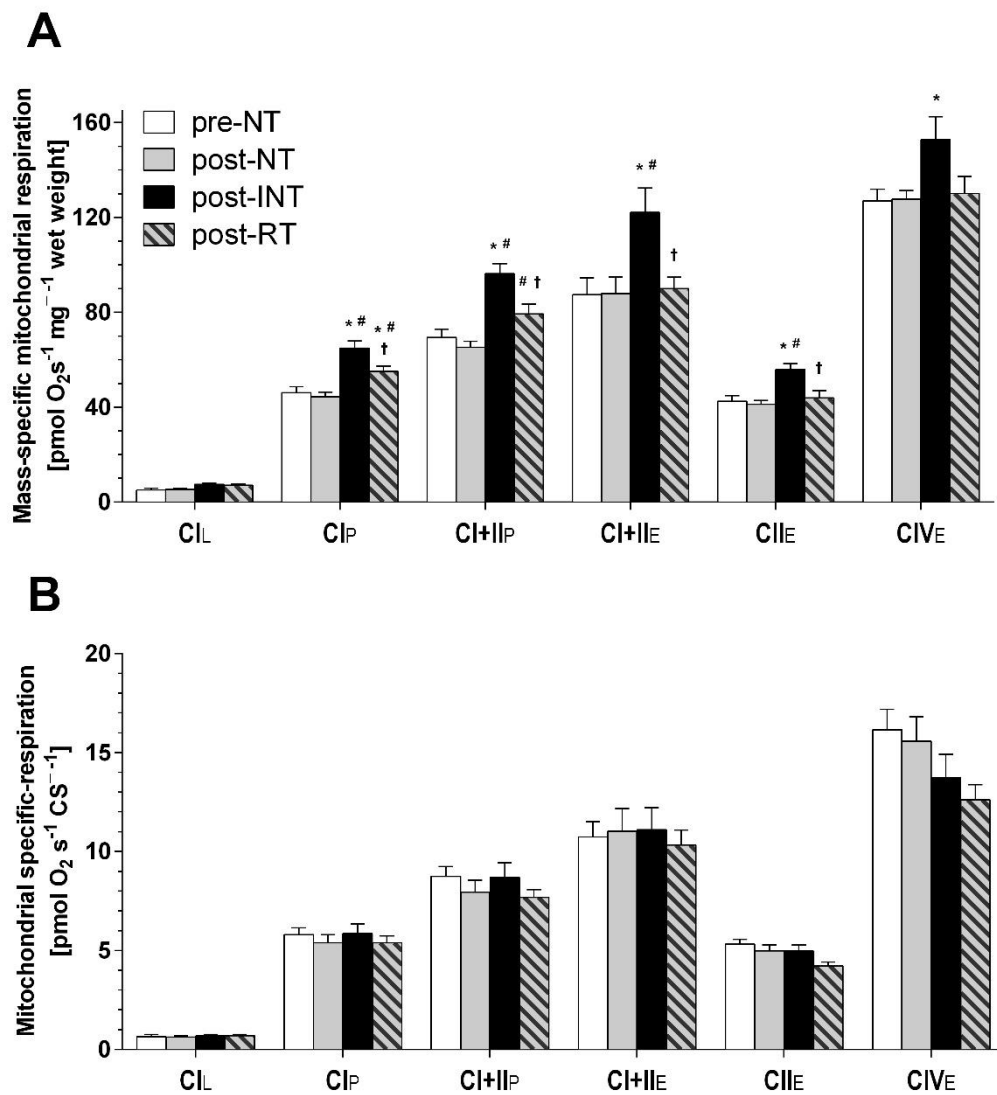 A
Mass-specific mitochondrial respiration
[pmol O₂s⁻¹ mg⁻⁻¹ wet weight]
160
120
80
40
0
pre-NT
post-NT
post-INT
post-RT
* #
* #
†
* #
# †
* #
†
* #
†
*
CIL
CIP
CI+IIP
CI+IIE
CIIE
CIVE
B
Mitochondrial specific-respiration
[pmol O₂ s⁻¹ CS⁻⁻¹]
20
15
10
5
0
CIL
CIP
CI+IIP
CI+IIE
CIIE
CIVE